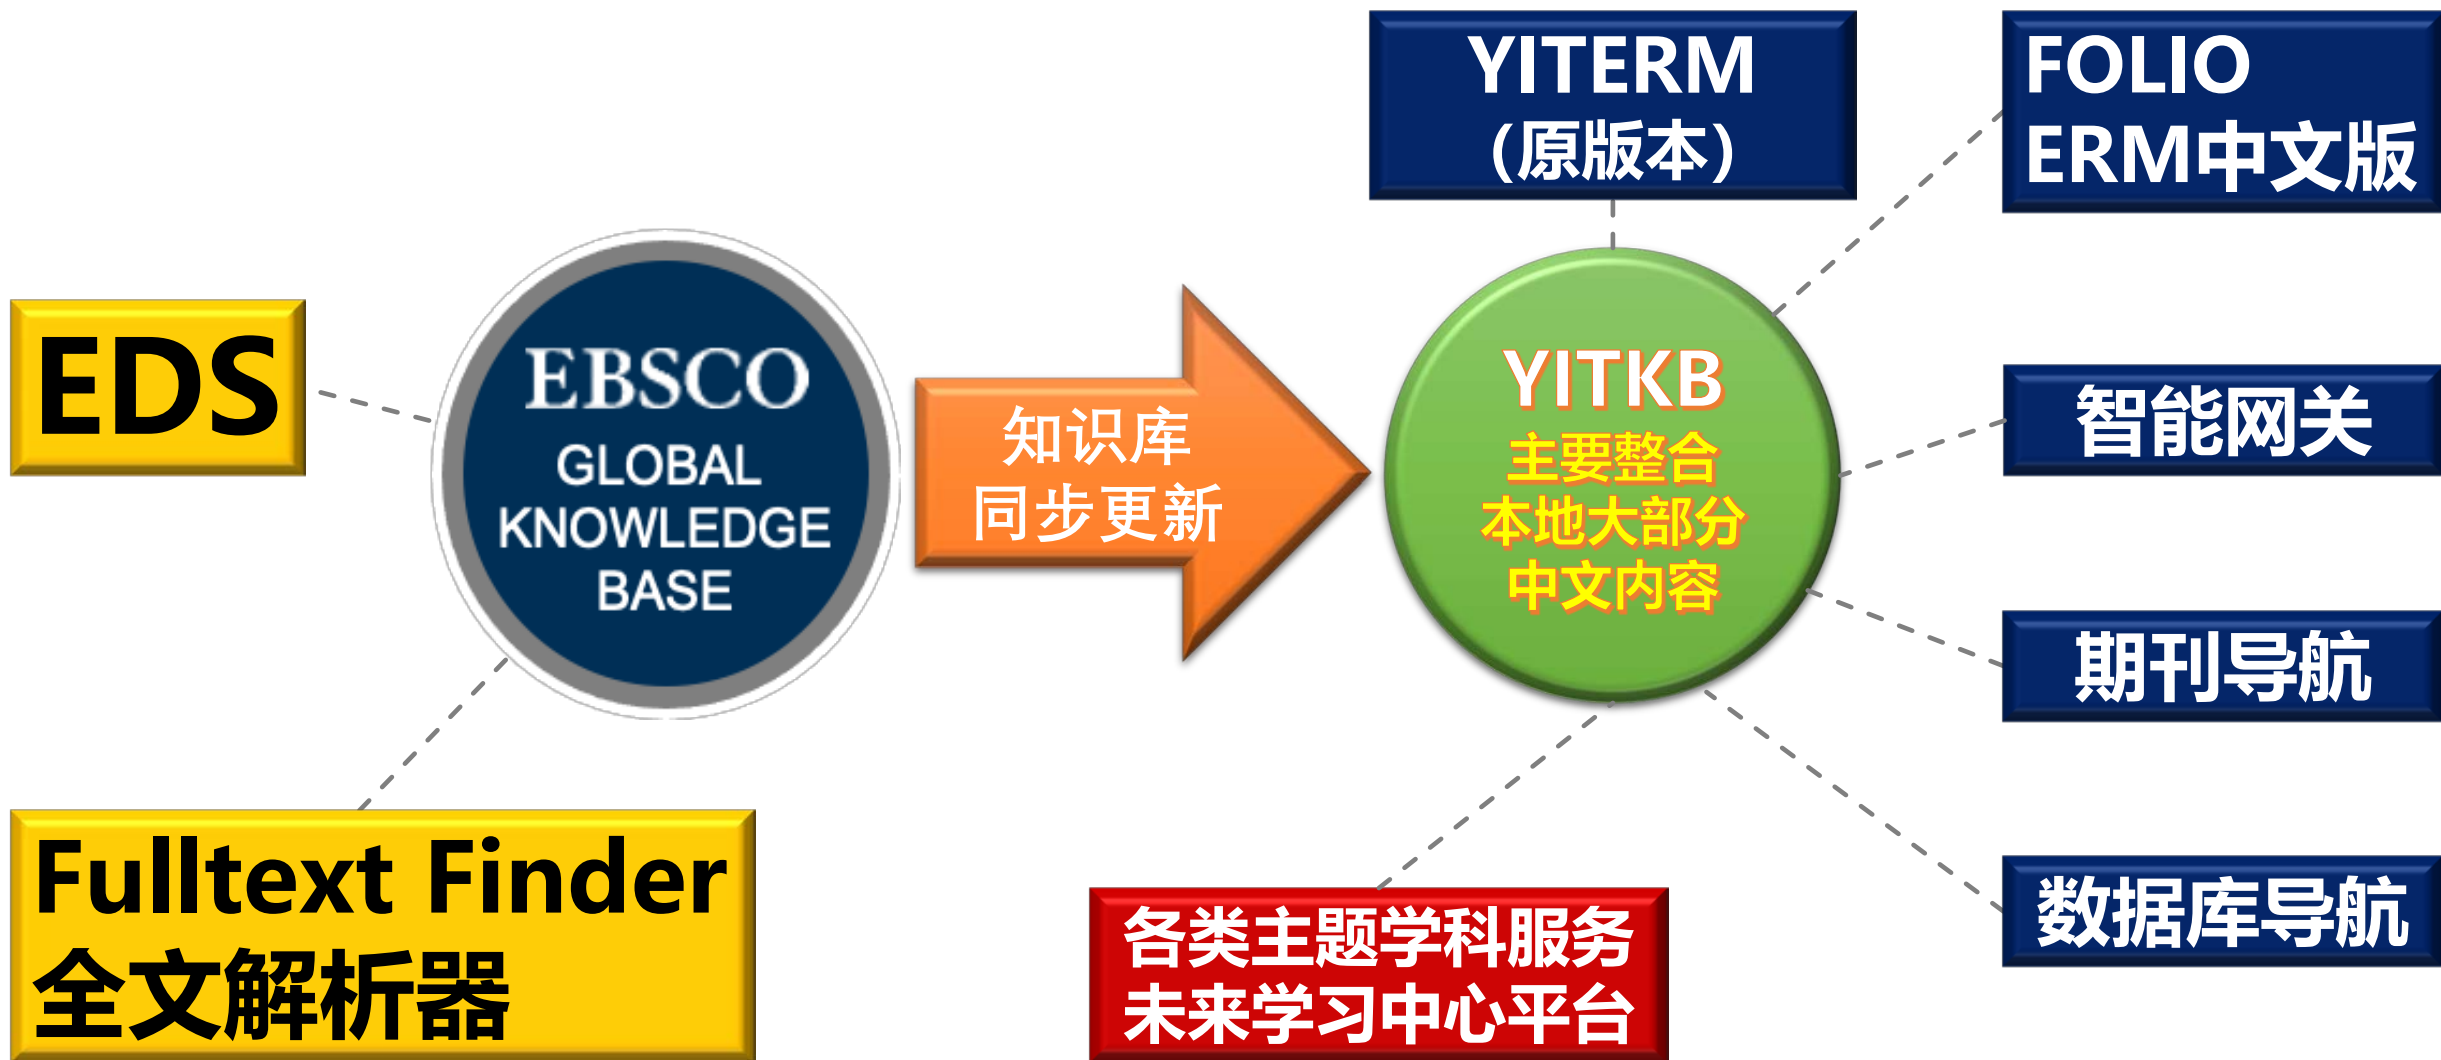 EDS
EBSCO
GLOBAL
KNOWLEDGE
BASE
Fulltext Finder
全文解析器
知识库
同步更新
YITERM
(原版本)
YITKB
主要整合
本地大部分
中文内容
FOLIO
ERM中文版
智能网关
期刊导航
数据库导航
各类主题学科服务
未来学习中心平台